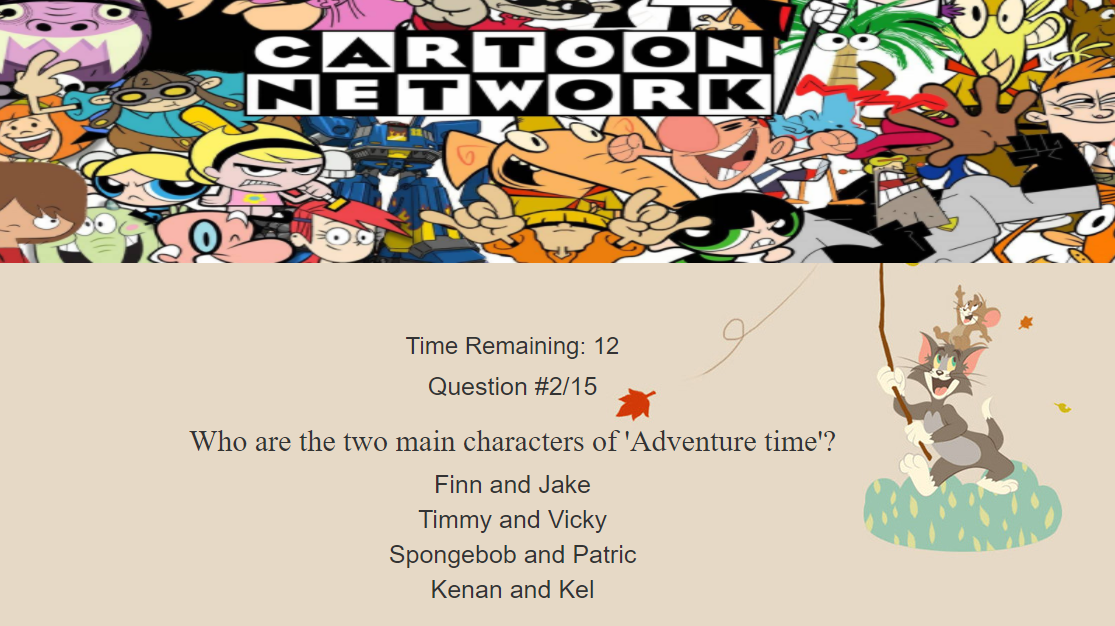 CARTOON
NETWORK
Time Remaining: 12
Question #2/15
Who are the two main characters of 'Adventure time'?
Finn and Jake
Timmy and Vicky
Spongebob and Patric
Kenan and Kel